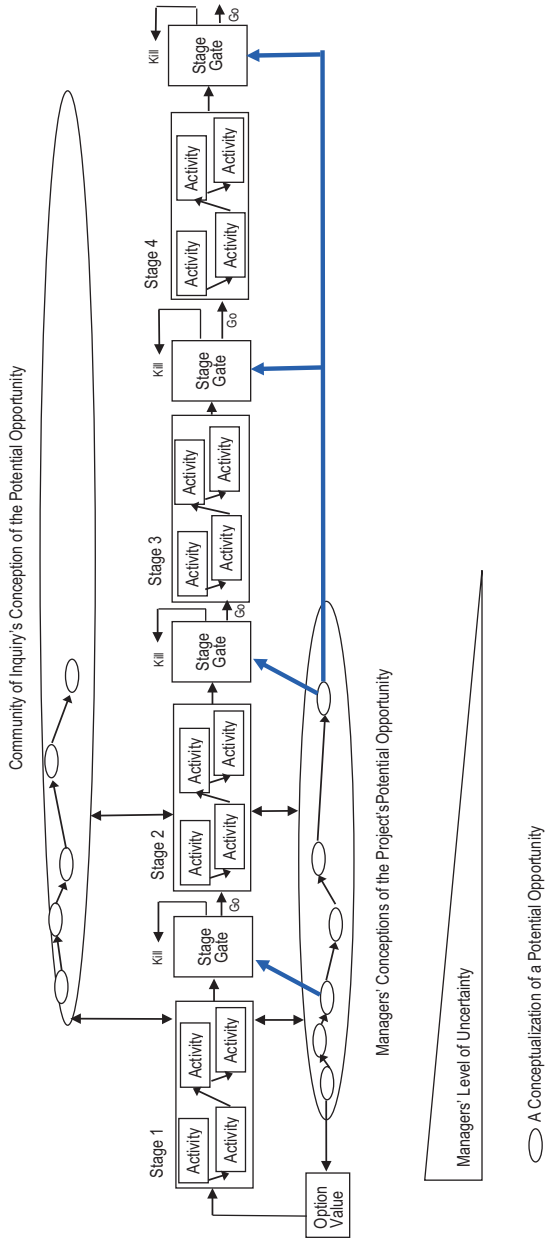 Community of Inquiry's Conception of the Potential Opportunity
Stage 1
Activity
Activity
Activity
Activity
Stage
Gate
Kill
Go
Stage 2
Activity
Activity
Activity
Activity
Stage
Gate
Kill
Go
Stage 3
Activity
Activity
Activity
Activity
Stage
Gate
Kill
Go
Stage 4
Activity
Activity
Activity
Activity
Stage
Gate
Kill
Go
Option
Value
Managers' Conceptions of the Project'sPotential Opportunity
Managers' Level of Uncertainty
A Conceptualization of a Potential Opportunity